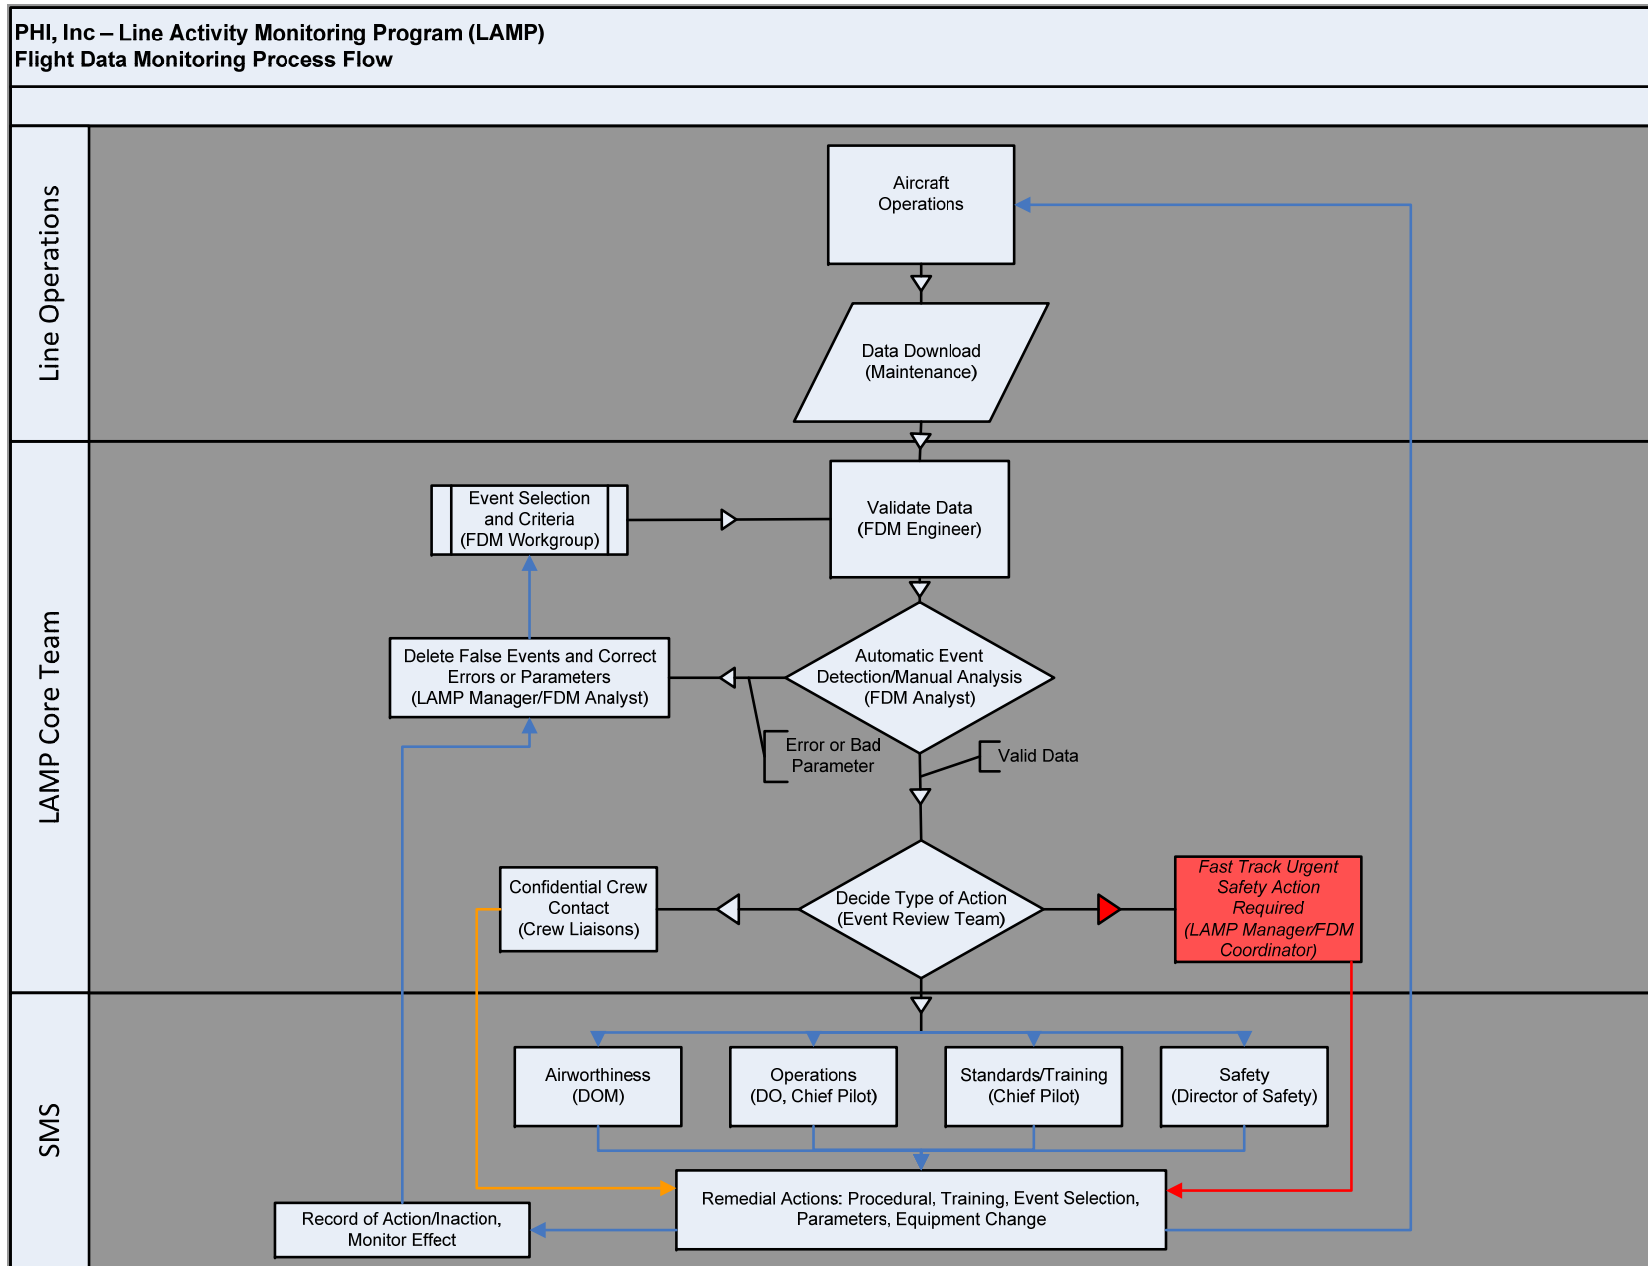 PHI, Inc – Line Activity Monitoring Program (LAMP)
Flight Data Monitoring Process Flow
Line Operations
Aircraft
Operations
Data Download
(Maintenance)
LAMP Core Team
Event Selection
and Criteria
(FDM Workgroup)
Validate Data
(FDM Engineer)
Delete False Events and Correct
Errors or Parameters
(LAMP Manager/FDM Analyst)
Automatic Event
Detection/Manual Analysis
(FDM Analyst)
Error or Bad
Parameter
Valid Data
Confidential Crew
Contact
(Crew Liaisons)
Decide Type of Action
(Event Review Team)
Fast Track Urgent
Safety Action
Required
(LAMP Manager/FDM
Coordinator)
SMS
Airworthiness
(DOM)
Operations
(DO, Chief Pilot)
Standards/Training
(Chief Pilot)
Safety
(Director of Safety)
Remedial Actions: Procedural, Training, Event Selection,
Parameters, Equipment Change
Record of Action/Inaction,
Monitor Effect